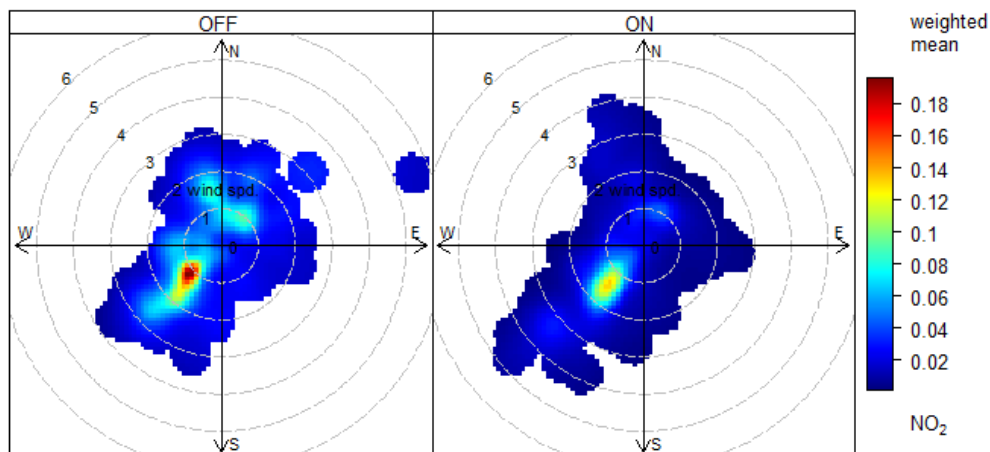 OFF
ON
weighted
mean
N
6
5
4
3
2 wind spd.
1
W
0
E
S
N
6
5
4
3
2 wind spd.
1
W
0
E
S
0.18
0.16
0.14
0.12
0.1
0.08
0.06
0.04
0.02
NO₂